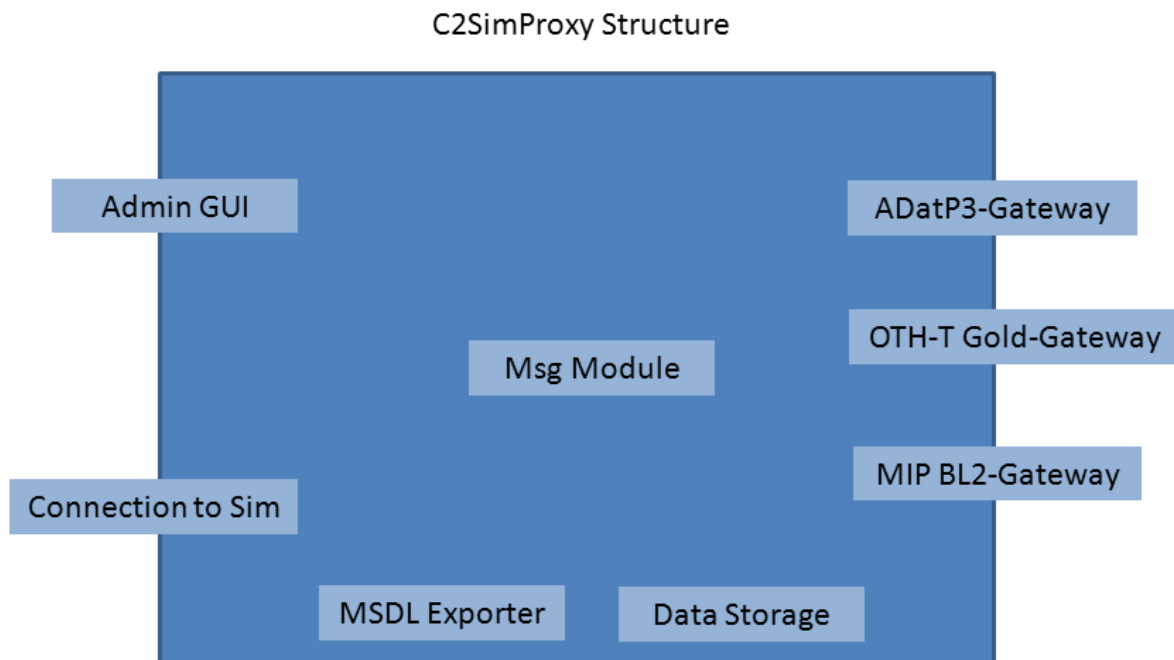 C2SimProxy Structure
Admin GUI
ADatP3-Gateway
OTH-T Gold-Gateway
Msg Module
MIP BL2-Gateway
Connection to Sim
MSDL Exporter
Data Storage